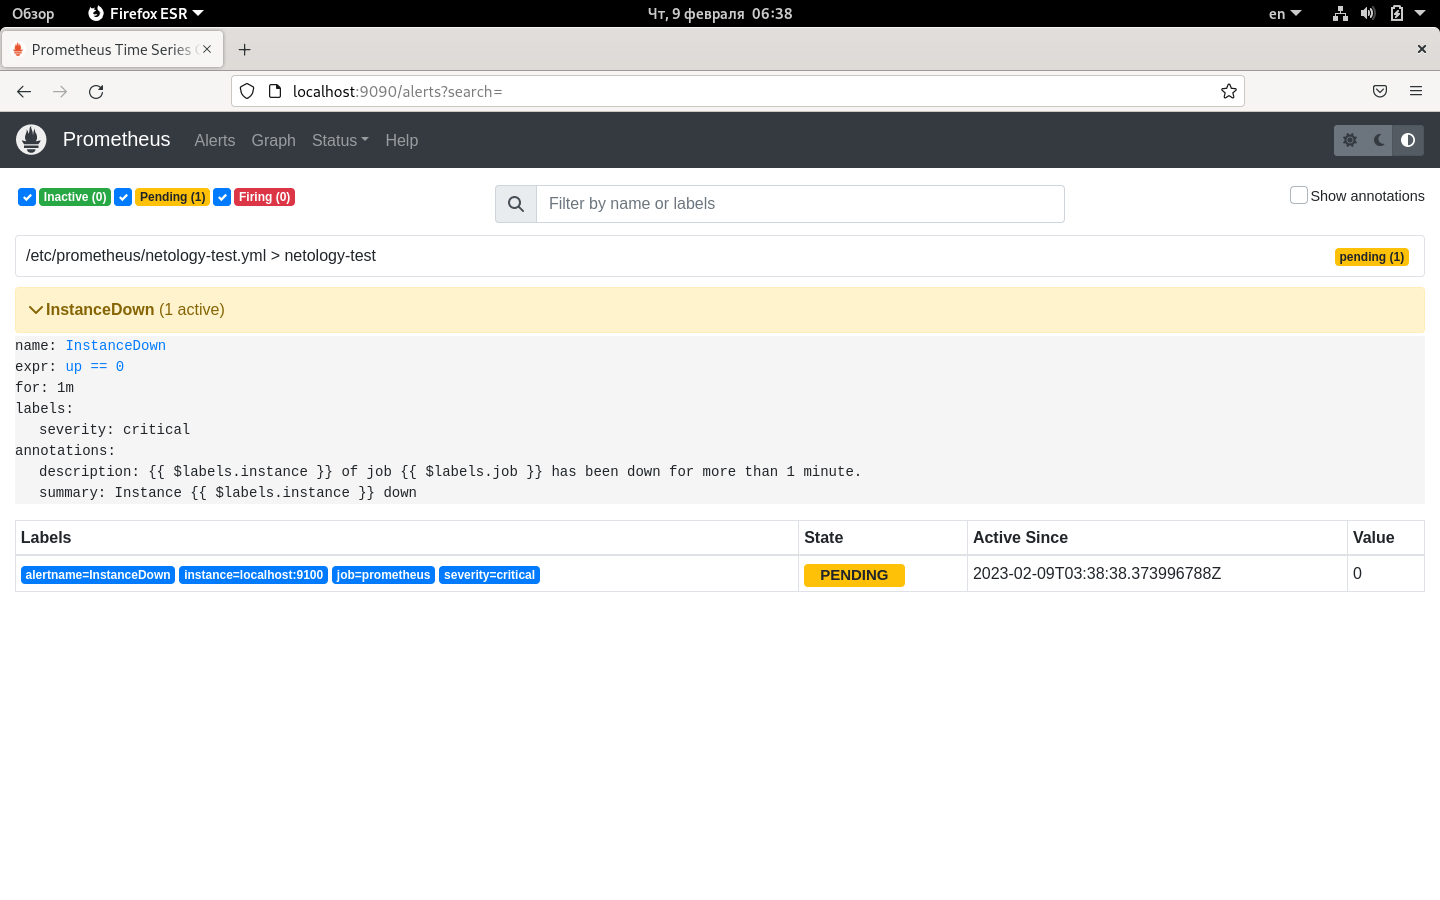 Обзор Firefox ESR Чт, 9 февраля 06:38 en
Prometheus Time Series
localhost:9090/alerts?search=
Prometheus Alerts Graph Status Help
Inactive (0) Pending (1) Firing (0) Filter by name or labels Show annotations
/etc/prometheus/netology-test.yml > netology-test pending (1)
InstanceDown (1 active)
name: InstanceDown
expr: up == 0
for: 1m
labels:
severity: critical
annotations:
description: {{ $labels.instance }} of job {{ $labels.job }} has been down for more than 1 minute.
summary: Instance {{ $labels.instance }} down
Labels State Active Since Value
alertname=InstanceDown instance=localhost:9100 job=prometheus severity=critical PENDING 2023-02-09T03:38:38.373996788Z 0